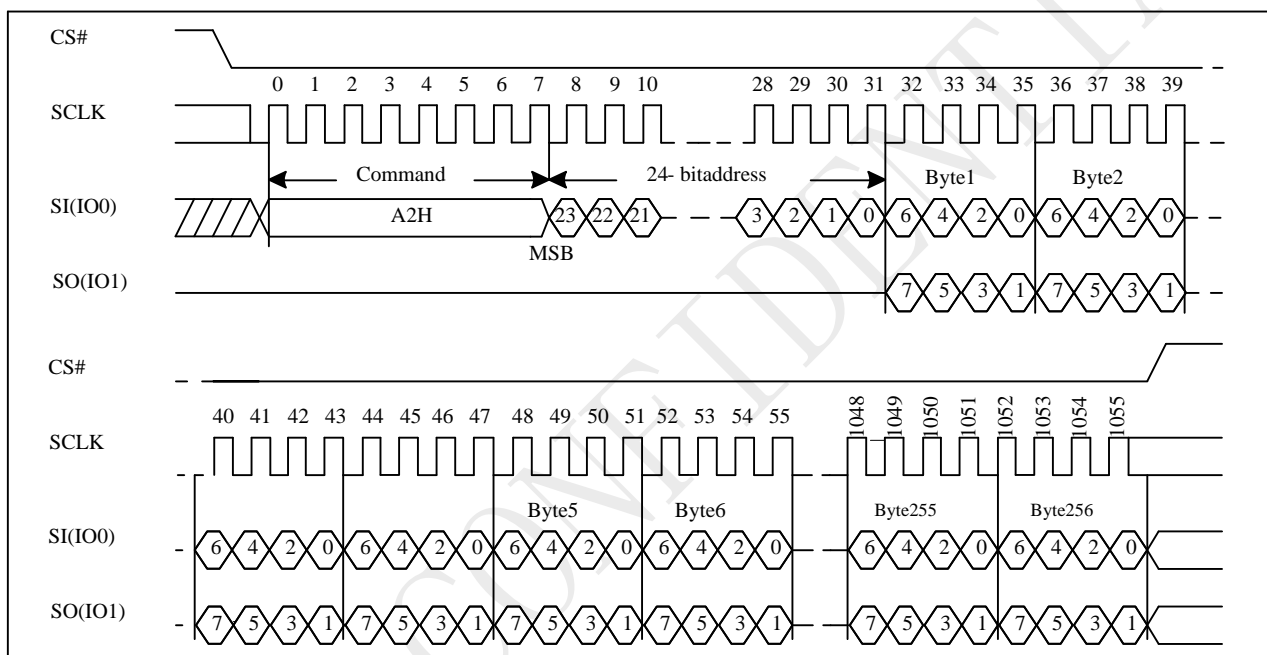 CS#
0 1 2 3 4 5 6 7 8 9 10 28 29 30 31 32 33 34 35 36 37 38 39
SCLK
Command 24- bitaddress Byte1 Byte2
SI(IO0) A2H 23 22 21 3 2 1 0 6 4 2 0 6 4 2 0
MSB
SO(IO1) 7 5 3 1 7 5 3 1
CS#
40 41 42 43 44 45 46 47 48 49 50 51 52 53 54 55 1048 1049 1050 1051 1052 1053 1054 1055
SCLK
Byte5 Byte6 Byte255 Byte256
SI(IO0) 6 4 2 0 6 4 2 0 6 4 2 0 6 4 2 0 6 4 2 0 6 4 2 0
SO(IO1) 7 5 3 1 7 5 3 1 7 5 3 1 7 5 3 1 7 5 3 1 7 5 3 1